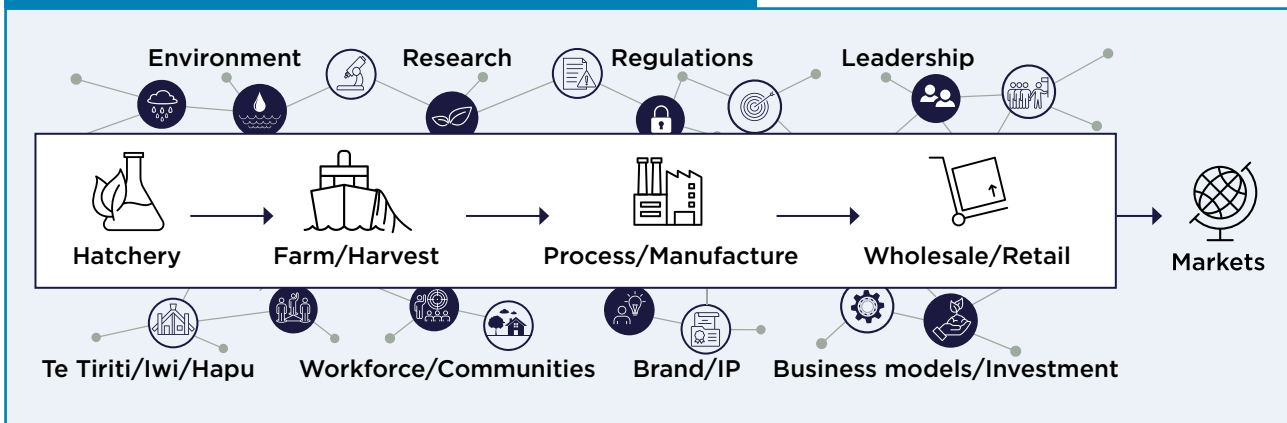 Environment
Research
Regulations
Leadership
Hatchery
Farm/Harvest
Process/Manufacture
Wholesale/Retail
Markets
Te Tiriti/Iwi/Hapu
Workforce/Communities
Brand/IP
Business models/Investment